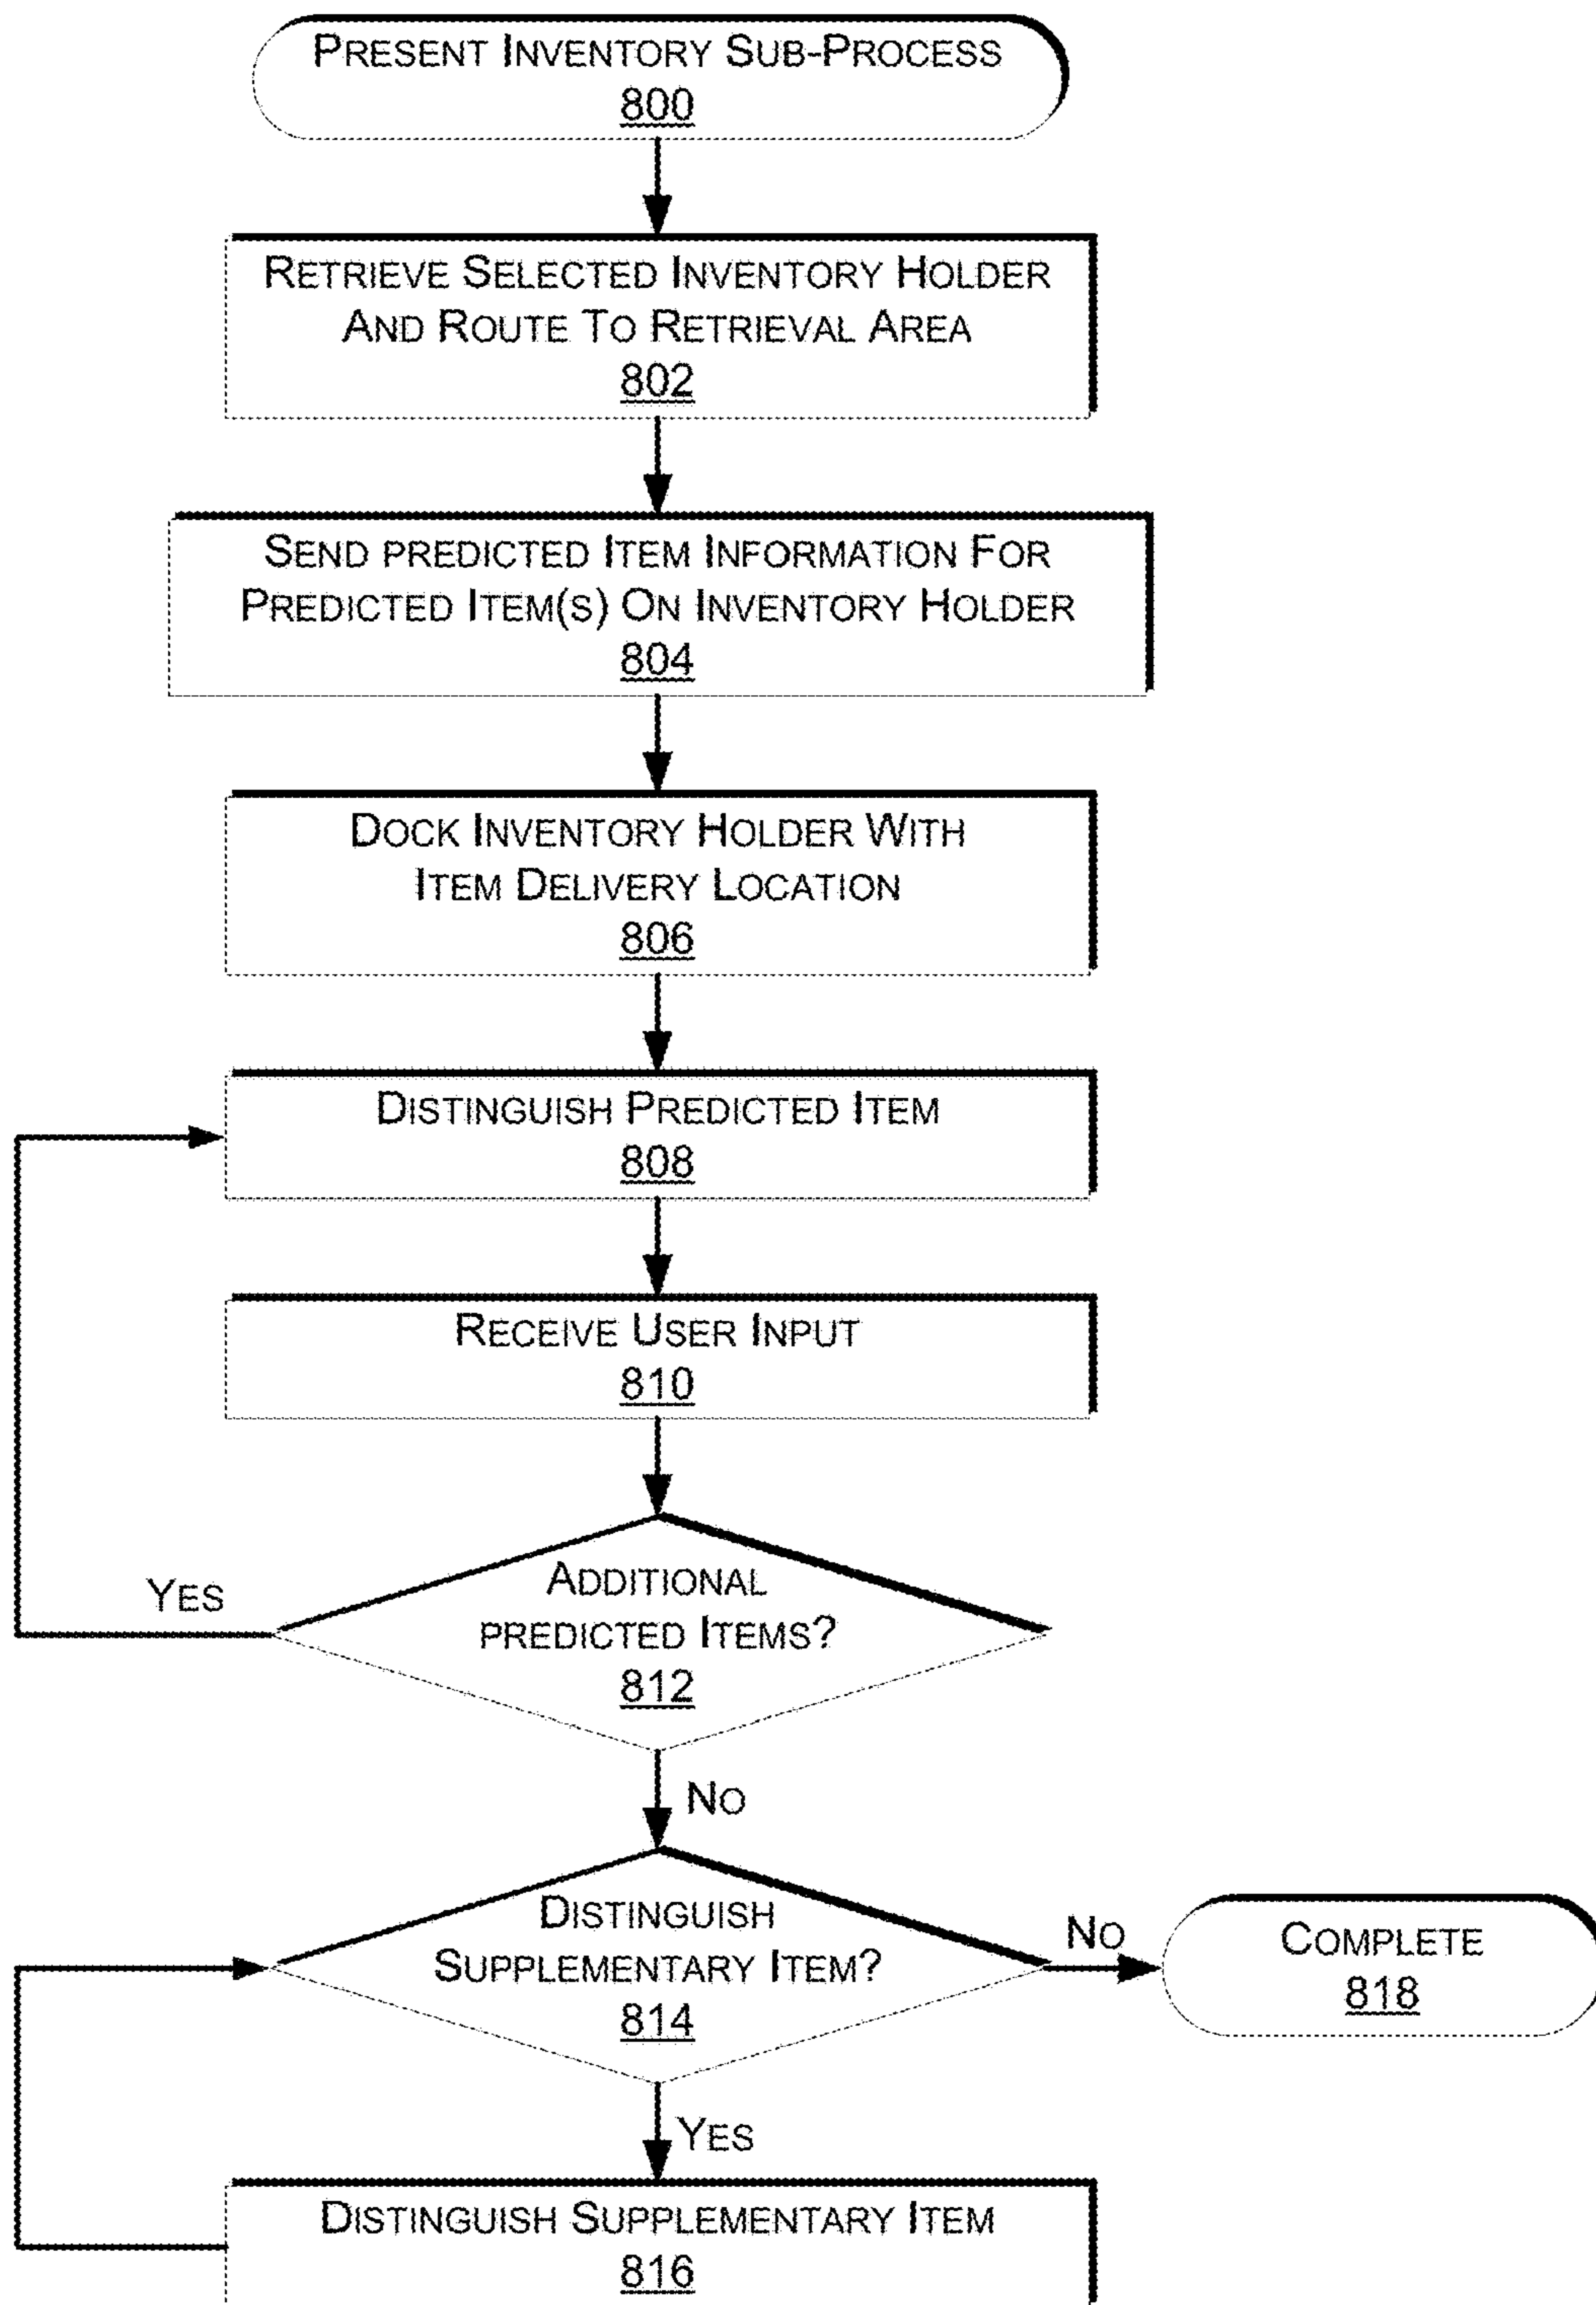 PRESENT INVENTORY SUB-PROCESS
800
RETRIEVE SELECTED INVENTORY HOLDER
AND ROUTE TO RETRIEVAL AREA
802
SEND PREDICTED ITEM INFORMATION FOR
PREDICTED ITEM(S) ON INVENTORY HOLDER
804
DOCK INVENTORY HOLDER WITH
ITEM DELIVERY LOCATION
806
DISTINGUISH PREDICTED ITEM
808
RECEIVE USER INPUT
810
YES
ADDITIONAL
PREDICTED ITEMS?
812
NO
DISTINGUISH
SUPPLEMENTARY ITEM?
814
NO
COMPLETE
818
YES
DISTINGUISH SUPPLEMENTARY ITEM
816